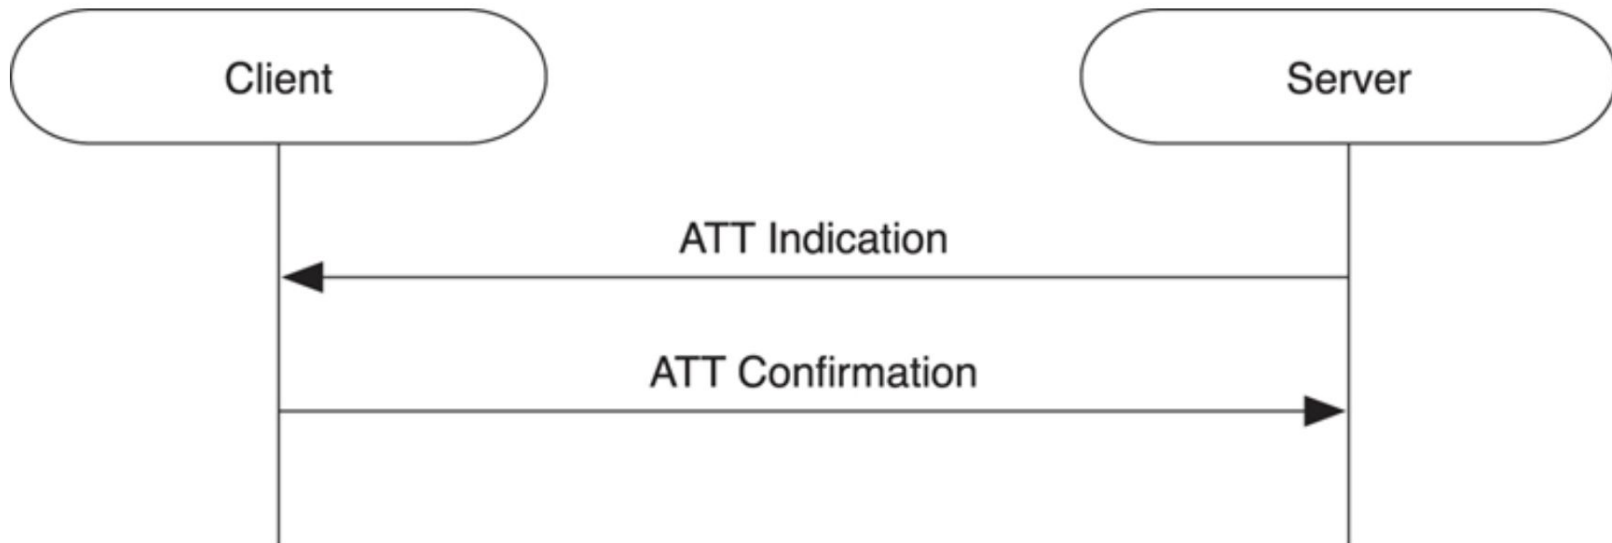 Client
Server
ATT Indication
ATT Confirmation